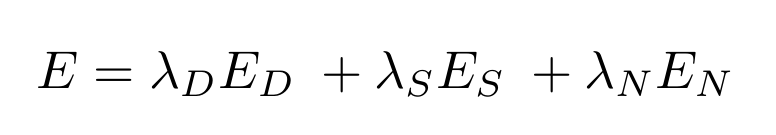 E = λ_D E_D + λ_S E_S + λ_N E_N